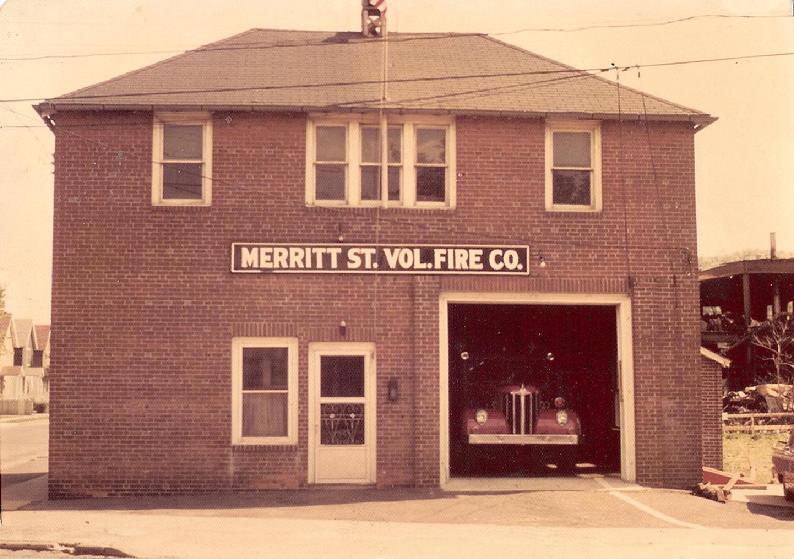 MERRITT ST. VOL. FIRE CO.